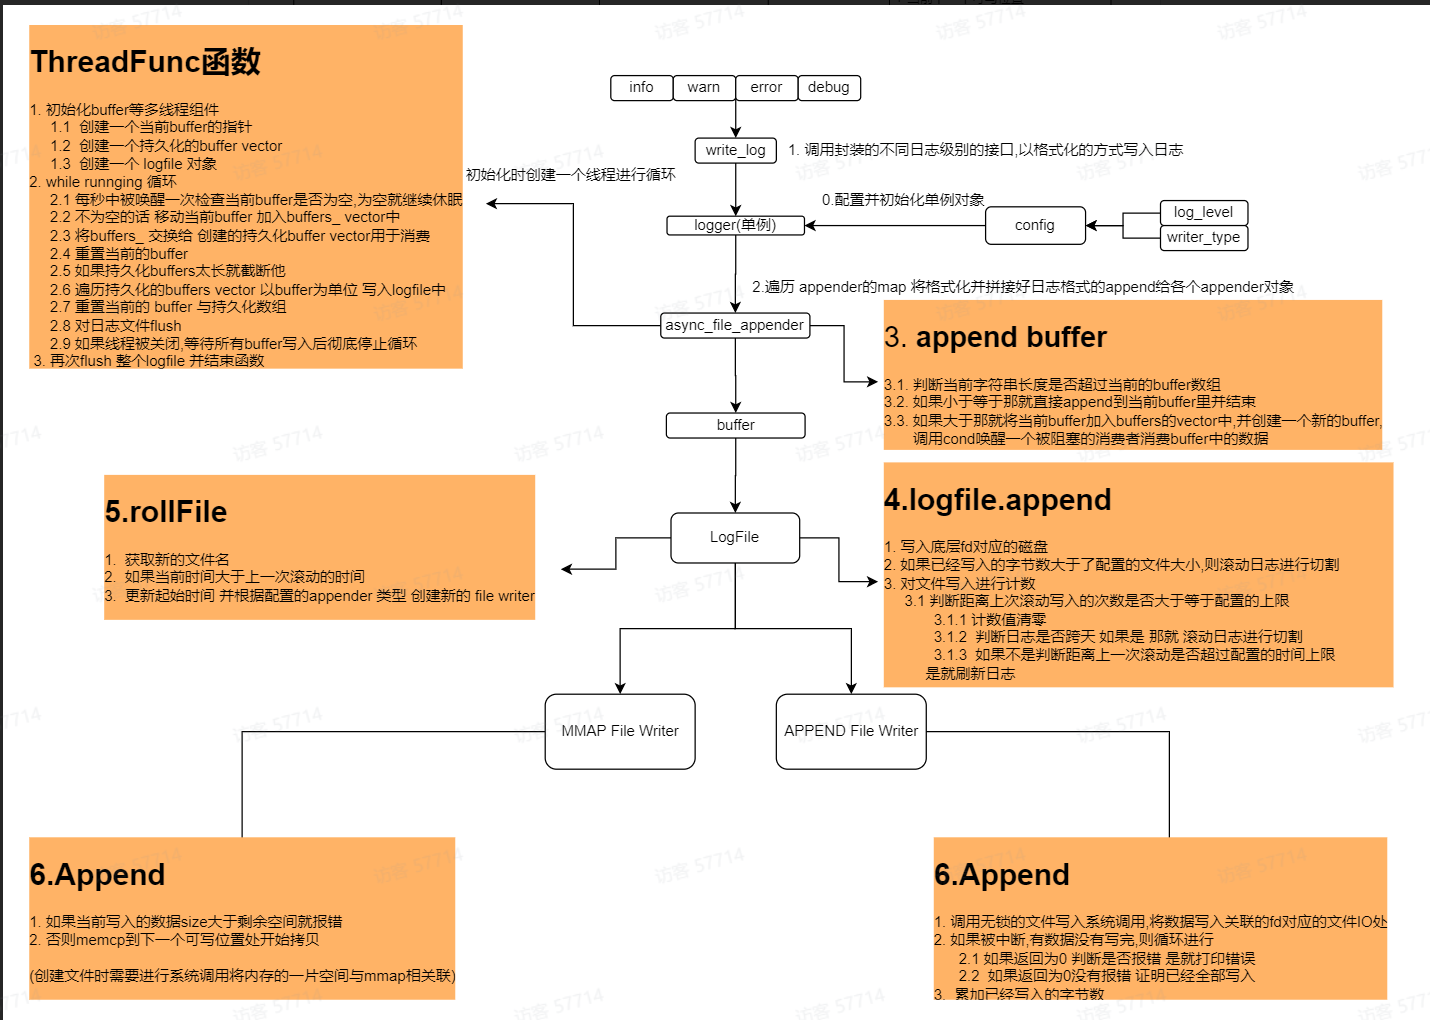 ThreadFunc函数
1. 初始化buffer等多线程组件
1.1 创建一个当前buffer的指针
1.2 创建一个持久化的buffer vector
1.3 创建一个 logfile 对象
2. while runnging 循环
2.1 每秒中被唤醒一次检查当前buffer是否为空,为空就继续休眠
2.2 不为空的话 移动当前buffer 加入buffers_ vector中
2.3 将buffers_ 交换给 创建的持久化buffer vector用于消费
2.4 重置当前的buffer
2.5 如果持久化buffers太长就截断他
2.6 遍历持久化的buffers vector 以buffer为单位 写入logfile中
2.7 重置当前的 buffer 与持久化数组
2.8 对日志文件flush
2.9 如果线程被关闭,等待所有buffer写入后彻底停止循环
3. 再次flush 整个logfile 并结束函数
info
warn
error
debug
write_log
1. 调用封装的不同日志级别的接口,以格式化的方式写入日志
初始化时创建一个线程进行循环
logger(单例)
0.配置并初始化单例对象
config
log_level
writer_type
2.遍历 appender的map 将格式化并拼接好日志格式的append给各个appender对象
async_file_appender
3. append buffer
3.1. 判断当前字符串长度是否超过当前的buffer数组
3.2. 如果小于等于那就直接append到当前buffer里并结束
3.3. 如果大于那就将当前buffer加入buffers的vector中,并创建一个新的buffer,
调用cond唤醒一个被阻塞的消费者消费buffer中的数据
buffer
5.rollFile
1. 获取新的文件名
2. 如果当前时间大于上一次滚动的时间
3. 更新起始时间 并根据配置的appender 类型 创建新的 file writer
LogFile
4.logfile.append
1. 写入底层fd对应的磁盘
2. 如果已经写入的字节数大于了配置的文件大小,则滚动日志进行切割
3. 对文件写入进行计数
3.1 判断距离上次滚动写入的次数是否大于等于配置的上限
3.1.1 计数值清零
3.1.2 判断日志是否跨天 如果是 那就 滚动日志进行切割
3.1.3 如果不是判断距离上一次滚动是否超过配置的时间上限
是就刷新日志
MMAP File Writer
APPEND File Writer
6.Append
1. 如果当前写入的数据size大于剩余空间就报错
2. 否则memcp到下一个可写位置处开始拷贝
(创建文件时需要进行系统调用将内存的一片空间与mmap相关联)
6.Append
1. 调用无锁的文件写入系统调用,将数据写入关联的fd对应的文件IO处
2. 如果被中断,有数据没有写完,则循环进行
2.1 如果返回为0 判断是否报错 是就打印错误
2.2 如果返回为0没有报错 证明已经全部写入
3. 累加已经写入的字节数
访客 57714